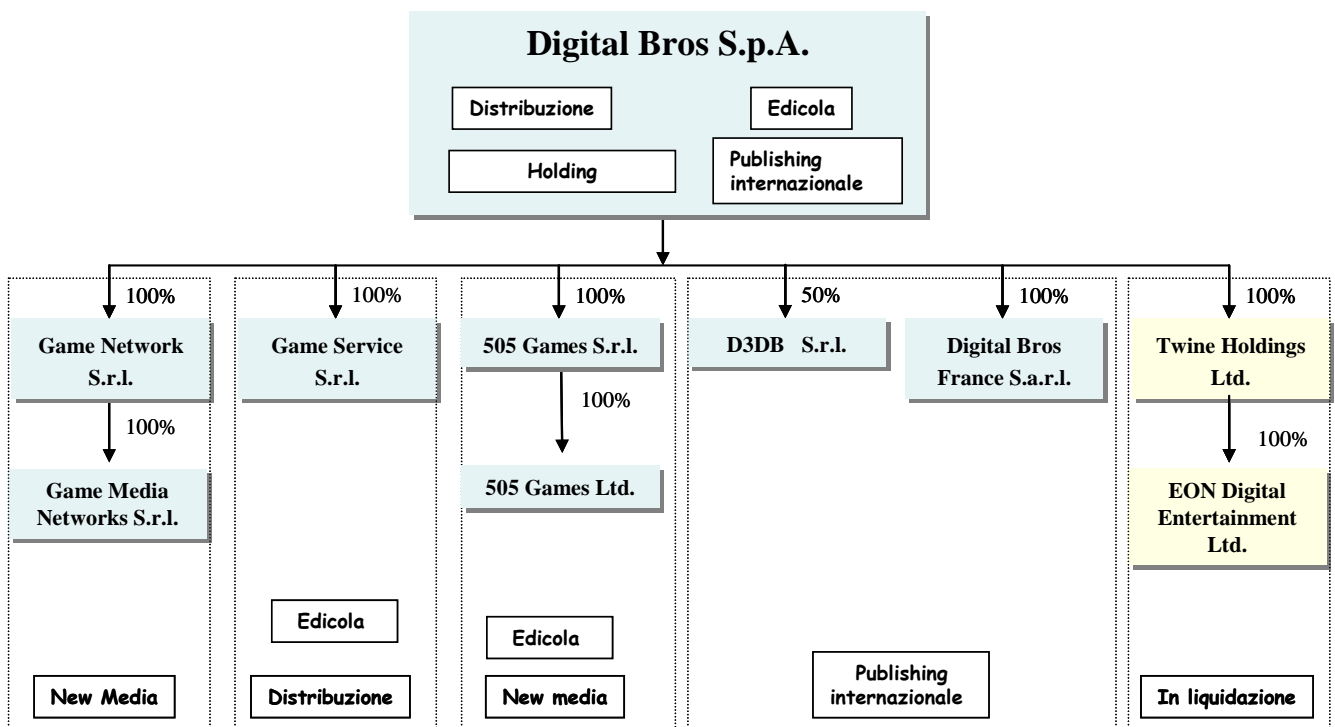 Digital Bros S.p.A.
Distribuzione
Edicola
Holding
Publishing
internazionale
100%
100%
100%
50%
100%
100%
Game Network
S.r.l.
Game Service
S.r.l.
505 Games S.r.l.
D3DB S.r.l.
Digital Bros
France S.a.r.l.
Twine Holdings
Ltd.
100%
100%
100%
Game Media
Networks S.r.l.
505 Games Ltd.
EON Digital
Entertainment
Ltd.
Edicola
Edicola
New Media
Distribuzione
New media
Publishing
internazionale
In liquidazione